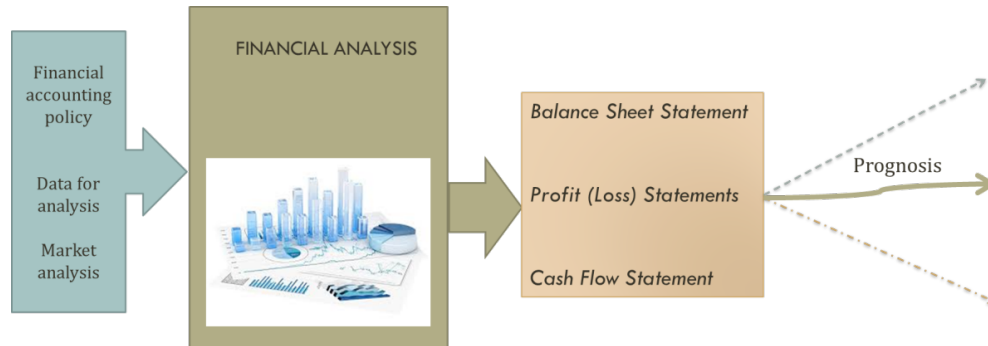 Financial
accounting
policy
Data for
analysis
Market
analysis
FINANCIAL ANALYSIS
Balance Sheet Statement
Profit (Loss) Statements
Cash Flow Statement
Prognosis